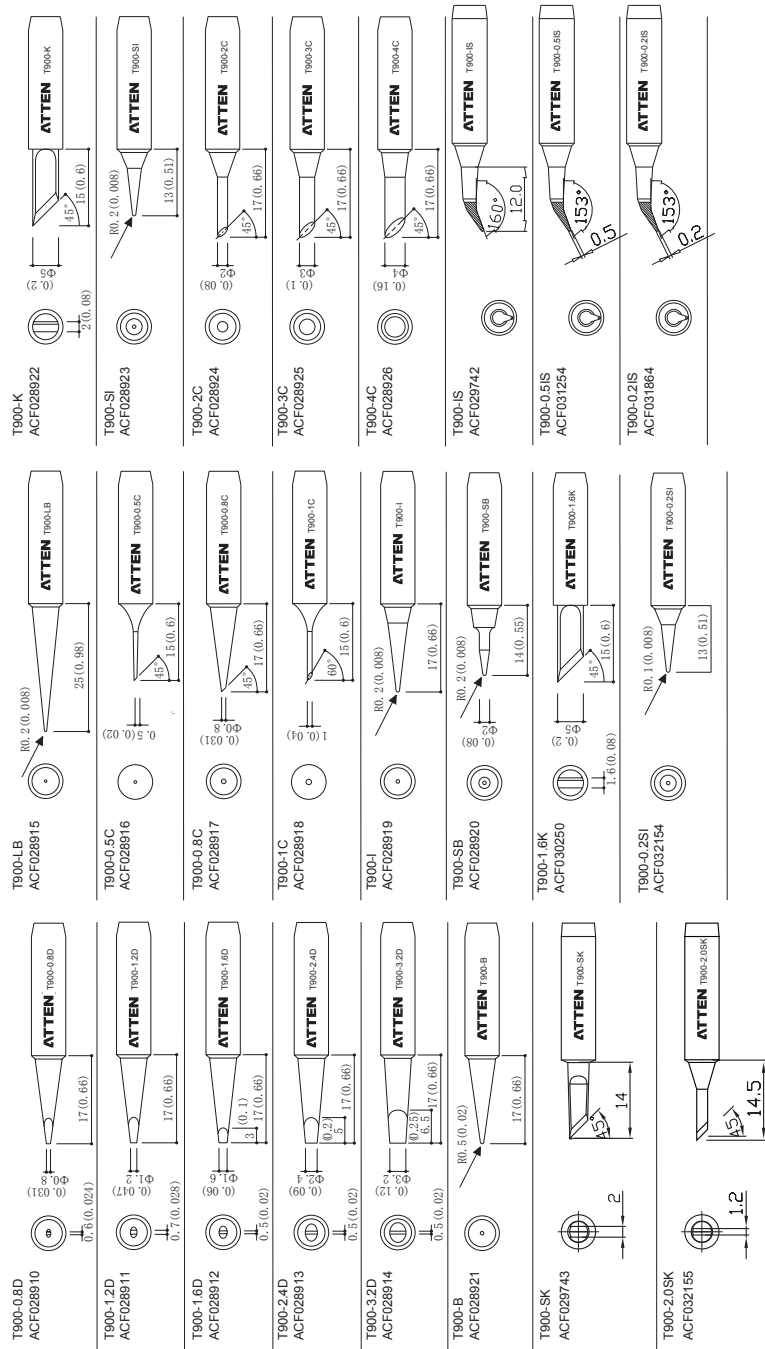 T900-0.8D
ACF028910
0.6(0.024)
Φ0.8
(0.031)
17(0.66)
ATTEN T900-0.8D
T900-1.2D
ACF028911
0.7(0.028)
Φ1.2
(0.047)
17(0.66)
ATTEN T900-1.2D
T900-1.6D
ACF028912
0.5(0.02)
Φ1.6
(0.06)
3
(0.1)
17(0.66)
ATTEN T900-1.6D
T900-2.4D
ACF028913
0.5(0.02)
Φ2.4
(0.09)
(0.2)
5
17(0.66)
ATTEN T900-2.4D
T900-3.2D
ACF028914
0.5(0.02)
Φ3.2
(0.12)
(0.25)
6.5
17(0.66)
ATTEN T900-3.2D
T900-B
ACF028921
R0.5(0.02)
17(0.66)
ATTEN T900-B
T900-SK
ACF029743
2
45°
14
ATTEN T900-SK
T900-2.0SK
ACF032155
1.2
45°
14.5
ATTEN T900-2.0SK
T900-LB
ACF028915
R0.2(0.008)
25(0.98)
ATTEN T900-LB
T900-0.5C
ACF028916
0.5(0.02)
45°
15(0.6)
ATTEN T900-0.5C
T900-0.8C
ACF028917
Φ0.8
(0.031)
45°
17(0.66)
ATTEN T900-0.8C
T900-1C
ACF028918
1(0.04)
60°
15(0.6)
ATTEN T900-1C
T900-I
ACF028919
R0.2(0.008)
17(0.66)
ATTEN T900-I
T900-SB
ACF028920
Φ2
(0.08)
R0.2(0.008)
14(0.55)
ATTEN T900-SB
T900-1.6K
ACF030250
1.6(0.08)
Φ5
(0.2)
45°
15(0.6)
ATTEN T900-1.6K
T900-0.2SI
ACF032154
R0.1(0.008)
13(0.51)
ATTEN T900-0.2SI
T900-K
ACF028922
2(0.08)
Φ5
(0.2)
45°
15(0.6)
ATTEN T900-K
T900-SI
ACF028923
R0.2(0.008)
13(0.51)
ATTEN T900-SI
T900-2C
ACF028924
Φ2
(0.08)
45°
17(0.66)
ATTEN T900-2C
T900-3C
ACF028925
Φ3
(0.1)
45°
17(0.66)
ATTEN T900-3C
T900-4C
ACF028926
Φ4
(0.16)
45°
17(0.66)
ATTEN T900-4C
T900-IS
ACF029742
160°
12.0
ATTEN T900-IS
T900-0.5IS
ACF031254
0.5
153°
ATTEN T900-0.5IS
T900-0.2IS
ACF031864
0.2
153°
ATTEN T900-0.2IS